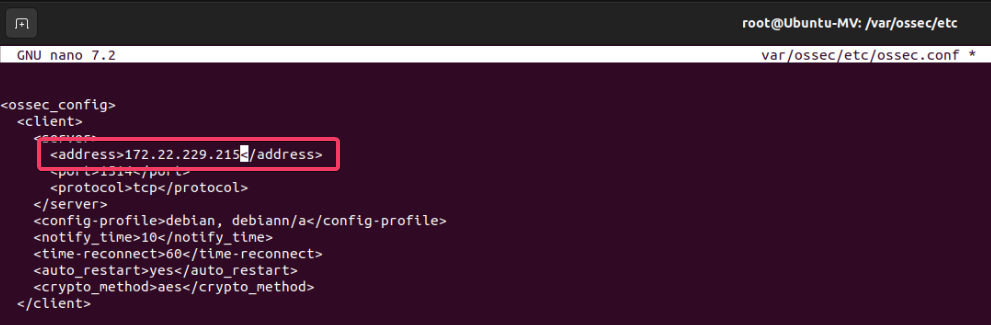 root@Ubuntu-MV: /var/ossec/etc
GNU nano 7.2 var/ossec/etc/ossec.conf *
<ossec_config>
<client>
<server>
<address>172.22.229.215</address>
<port>1514</port>
<protocol>tcp</protocol>
</server>
<config-profile>debian, debiann/a</config-profile>
<notify_time>10</notify_time>
<time-reconnect>60</time-reconnect>
<auto_restart>yes</auto_restart>
<crypto_method>aes</crypto_method>
</client>